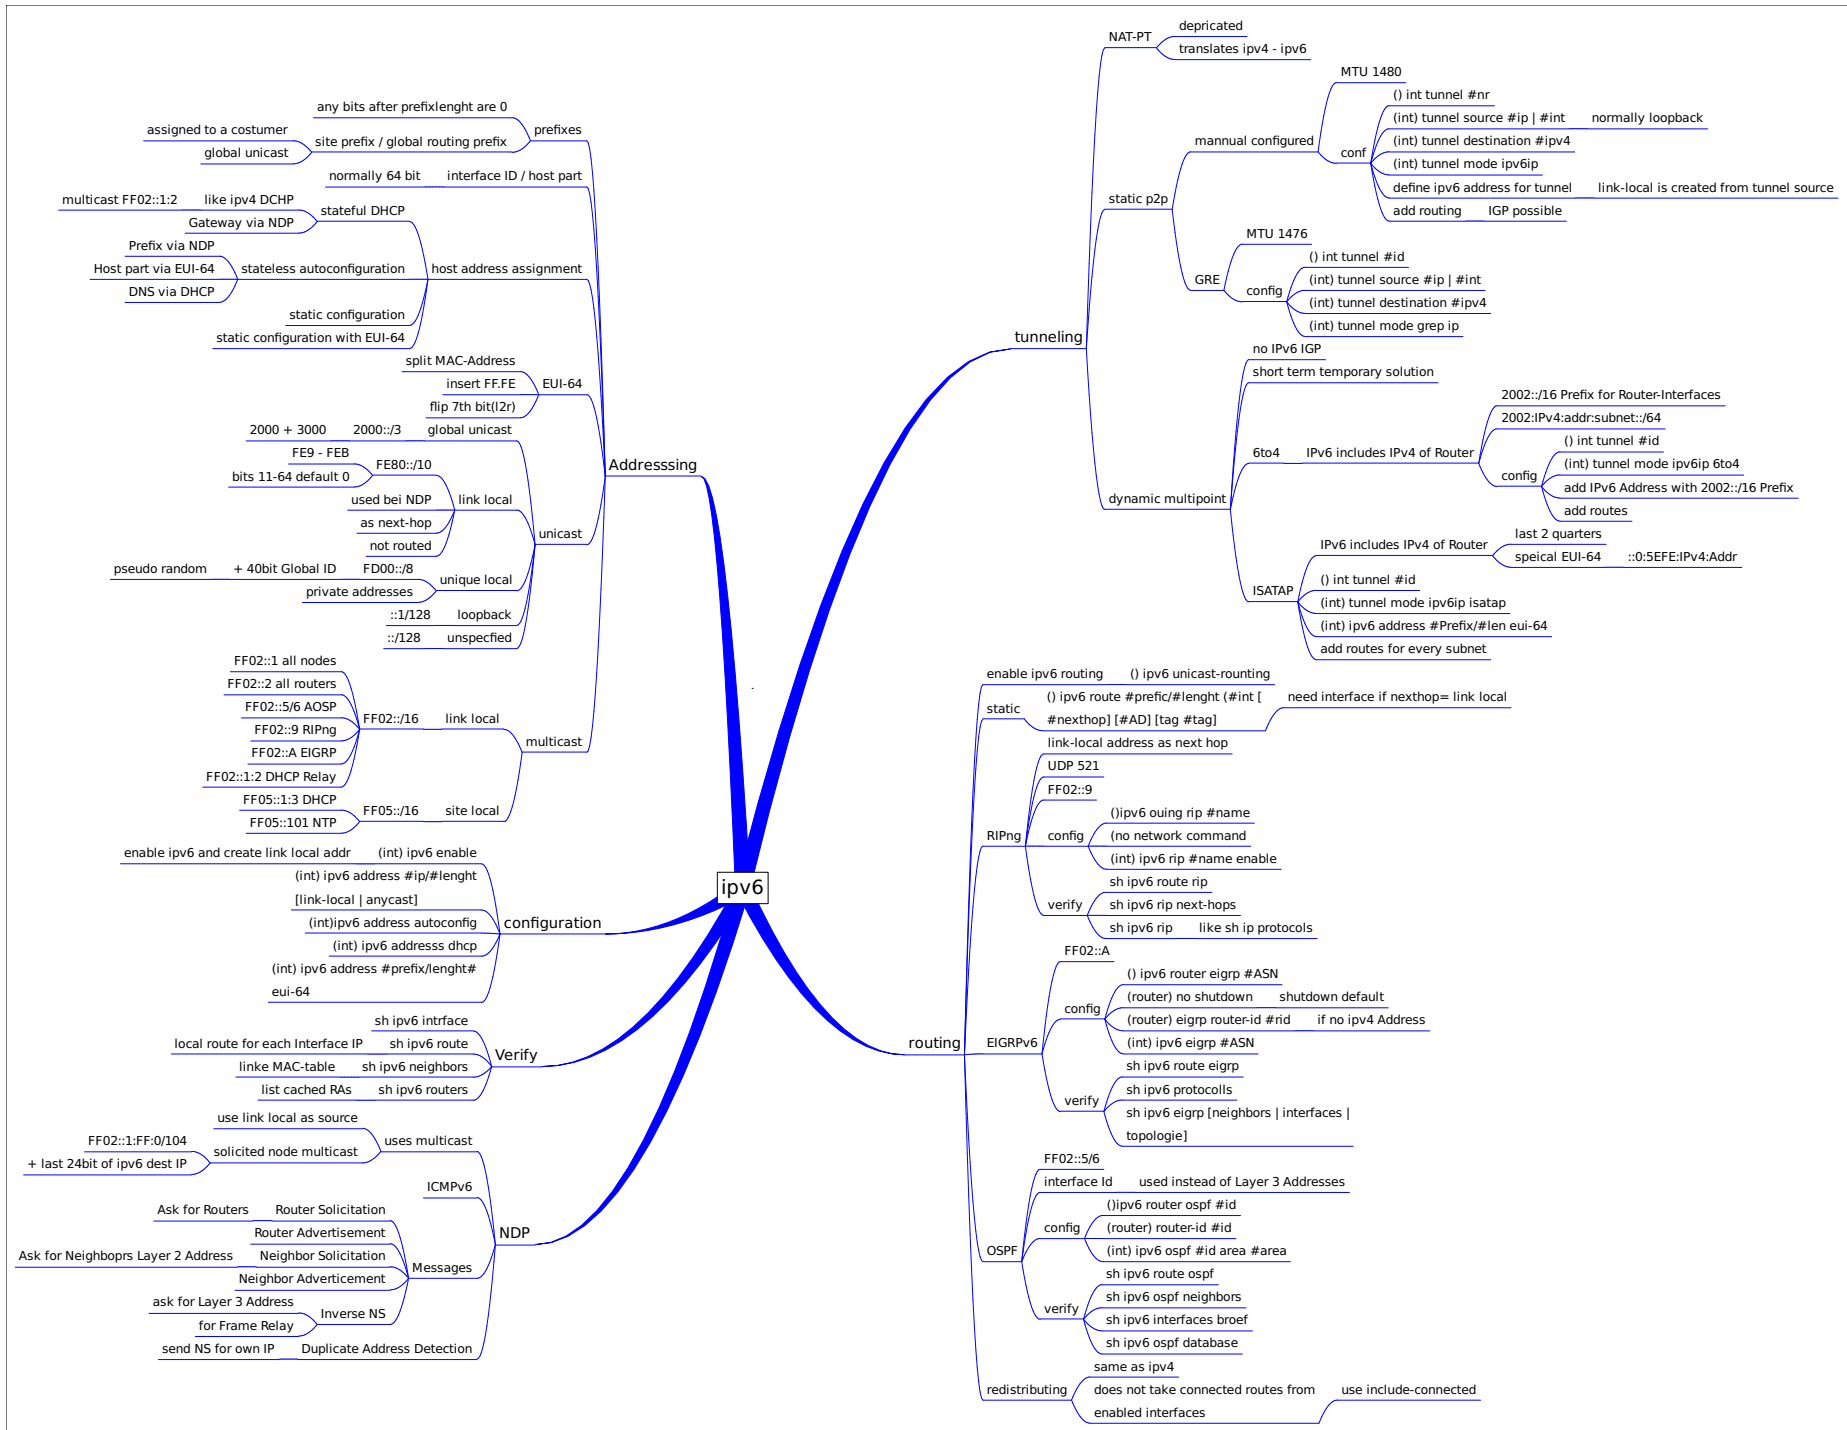 ipv6
Addresssing
prefixes
any bits after prefixlenght are 0
site prefix / global routing prefix
assigned to a costumer
global unicast
interface ID / host part
normally 64 bit
host address assignment
stateful DHCP
like ipv4 DCHP
multicast FF02::1:2
Gateway via NDP
stateless autoconfiguration
Prefix via NDP
Host part via EUI-64
DNS via DHCP
static configuration
static configuration with EUI-64
EUI-64
split MAC-Address
insert FF.FE
flip 7th bit(l2r)
unicast
global unicast
2000::/3
2000 + 3000
link local
FE80::/10
FE9 - FEB
bits 11-64 default 0
used bei NDP
as next-hop
not routed
unique local
FD00::/8
+ 40bit Global ID
pseudo random
private addresses
loopback
::1/128
unspecfied
::/128
multicast
link local
FF02::/16
FF02::1 all nodes
FF02::2 all routers
FF02::5/6 AOSP
FF02::9 RIPng
FF02::A EIGRP
FF02::1:2 DHCP Relay
site local
FF05::/16
FF05::1:3 DHCP
FF05::101 NTP
configuration
(int) ipv6 enable
enable ipv6 and create link local addr
(int) ipv6 address #ip/#lenght
[link-local | anycast]
(int)ipv6 address autoconfig
(int) ipv6 addresss dhcp
(int) ipv6 address #prefix/lenght#
eui-64
Verify
sh ipv6 intrface
sh ipv6 route
local route for each Interface IP
sh ipv6 neighbors
linke MAC-table
sh ipv6 routers
list cached RAs
NDP
uses multicast
use link local as source
solicited node multicast
FF02::1:FF:0/104
+ last 24bit of ipv6 dest IP
ICMPv6
Messages
Router Solicitation
Ask for Routers
Router Advertisement
Neighbor Solicitation
Ask for Neighboprs Layer 2 Address
Neighbor Adverticement
Inverse NS
ask for Layer 3 Address
for Frame Relay
Duplicate Address Detection
send NS for own IP
tunneling
NAT-PT
depricated
translates ipv4 - ipv6
static p2p
mannual configured
MTU 1480
conf
() int tunnel #nr
(int) tunnel source #ip | #int
normally loopback
(int) tunnel destination #ipv4
(int) tunnel mode ipv6ip
define ipv6 address for tunnel
link-local is created from tunnel source
add routing
IGP possible
GRE
MTU 1476
config
() int tunnel #id
(int) tunnel source #ip | #int
(int) tunnel destination #ipv4
(int) tunnel mode grep ip
dynamic multipoint
no IPv6 IGP
short term temporary solution
6to4
IPv6 includes IPv4 of Router
2002::/16 Prefix for Router-Interfaces
2002:IPv4:addr:subnet::/64
config
() int tunnel #id
(int) tunnel mode ipv6ip 6to4
add IPv6 Address with 2002::/16 Prefix
add routes
ISATAP
IPv6 includes IPv4 of Router
last 2 quarters
speical EUI-64
::0:5EFE:IPv4:Addr
() int tunnel #id
(int) tunnel mode ipv6ip isatap
(int) ipv6 address #Prefix/#len eui-64
add routes for every subnet
routing
enable ipv6 routing
() ipv6 unicast-rounting
static
() ipv6 route #prefic/#lenght (#int [
#nexthop] [#AD] [tag #tag]
need interface if nexthop= link local
RIPng
link-local address as next hop
UDP 521
FF02::9
config
()ipv6 ouing rip #name
(no network command
(int) ipv6 rip #name enable
verify
sh ipv6 route rip
sh ipv6 rip next-hops
sh ipv6 rip
like sh ip protocols
EIGRPv6
FF02::A
config
() ipv6 router eigrp #ASN
(router) no shutdown
shutdown default
(router) eigrp router-id #rid
if no ipv4 Address
(int) ipv6 eigrp #ASN
verify
sh ipv6 route eigrp
sh ipv6 protocolls
sh ipv6 eigrp [neighbors | interfaces |
topologie]
OSPF
FF02::5/6
interface Id
used instead of Layer 3 Addresses
config
()ipv6 router ospf #id
(router) router-id #id
(int) ipv6 ospf #id area #area
verify
sh ipv6 route ospf
sh ipv6 ospf neighbors
sh ipv6 interfaces broef
sh ipv6 ospf database
redistributing
same as ipv4
does not take connected routes from
enabled interfaces
use include-connected